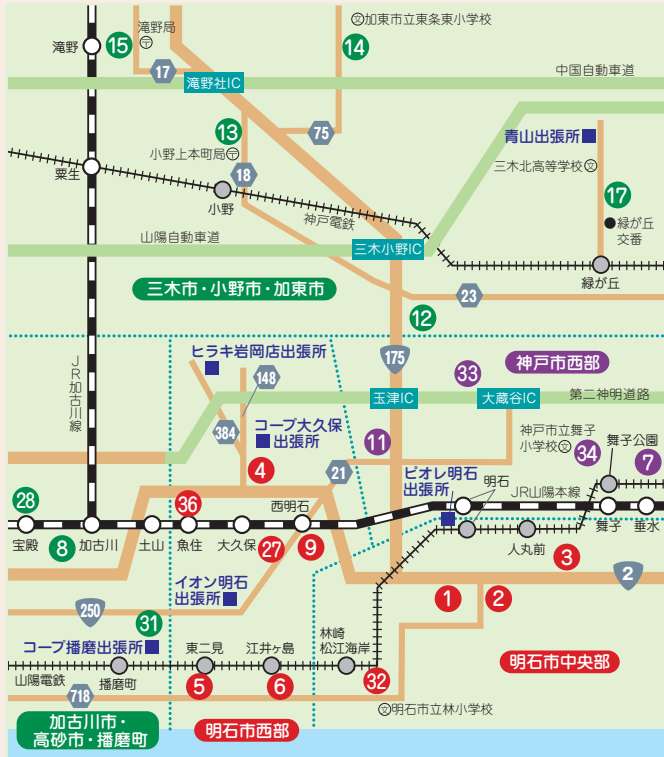 滝野
15
滝野局
〒
17
文加東市立東条東小学校
14
滝野社IC
中国自動車道
13
75
小野上本町局〒
18
粟生
小野
神戸電鉄
青山出張所
三木北高等学校文
17
緑が丘
交番
山陽自動車道
三木小野IC
緑が丘
三木市・小野市・加東市
23
12
JR加古川線
ヒラキ岩岡店出張所
148
175
33
神戸市西部
玉津IC
大蔵谷IC
第二神明道路
384
コープ大久保
出張所
4
21
11
神戸市立舞子
小学校文
34
舞子公園
7
ピオレ明石
出張所
明石
JR山陽本線
28
36
西明石
宝殿
8
加古川
土山
魚住
大久保
27
9
人丸前
3
舞子
垂水
イオン明石
出張所
1
2
2
250
31
コープ播磨出張所
東二見
江井ヶ島
林崎
松江海岸
山陽電鉄
播磨町
5
6
32
明石市中央部
718
文明石市立林小学校
加古川市・
高砂市・播磨町
明石市西部